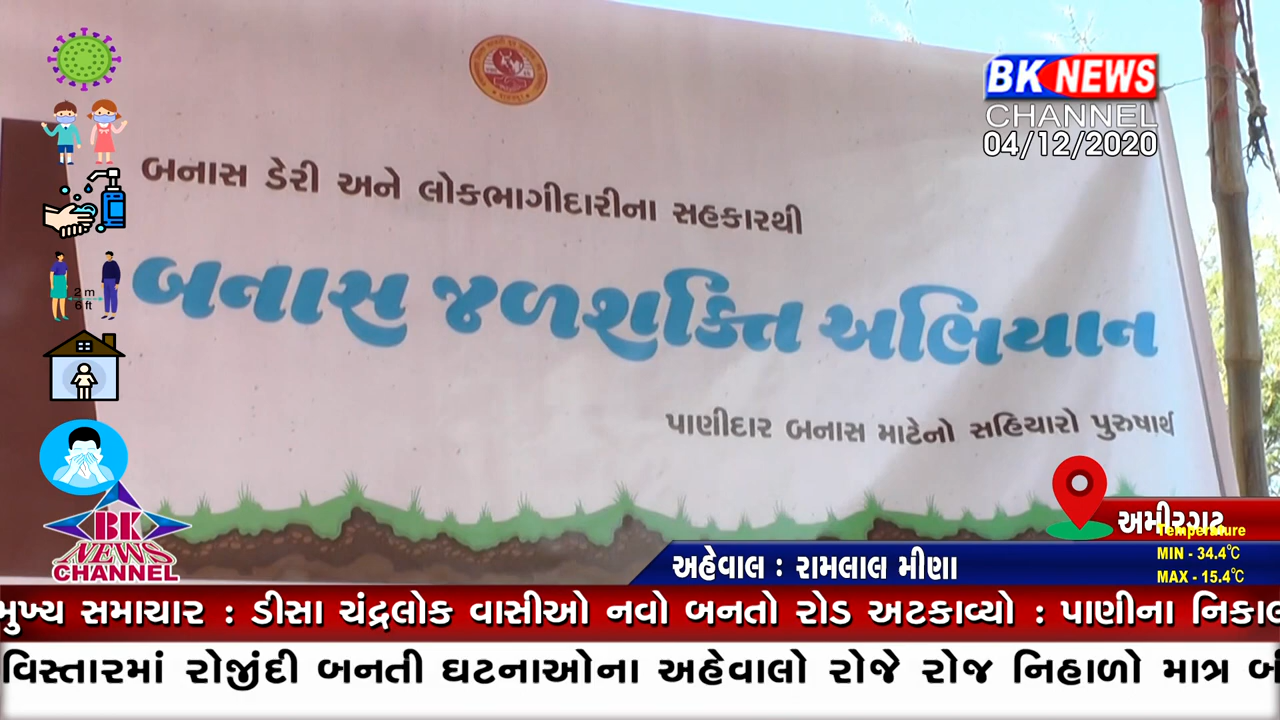 BK NEWS
CHANNEL
04/12/2020
બનાસ ડેરી અને લોકભાગીદારીના સહકારથી
બનાસ જળશક્તિ અભિયાન
પાણીદાર બનાસ માટેનો સહિયારો પુરુષાર્થ
2 m
6 ft
BK
NEWS
CHANNEL
અમીરગઢ
Temperature
MIN - 34.4℃
MAX - 15.4℃
અહેવાલ : રામલાલ મીણા
મુખ્ય સમાચાર : ડીસા ચંદ્રલોક વાસીઓ નવો બનતો રોડ અટકાવ્યો : પાણીના નિકાલ
વિસ્તારમાં રોજીંદી બનતી ઘટનાઓના અહેવાલો રોજે રોજ નિહાળો માત્ર બી